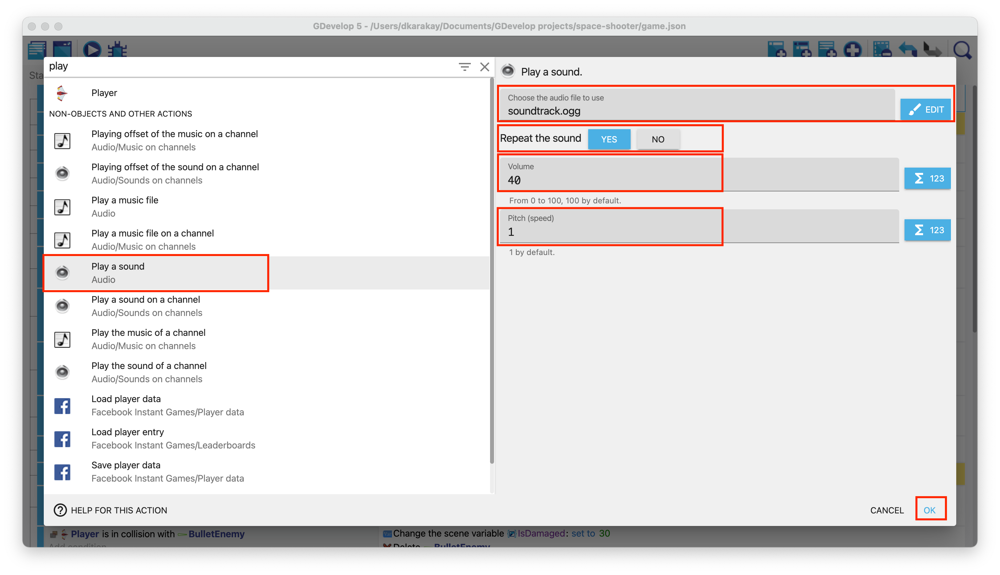 GDevelop 5 - /Users/dkarakay/Documents/GDevelop projects/space-shooter/game.json
Sta
play
Player
NON-OBJECTS AND OTHER ACTIONS
Playing offset of the music on a channel
Audio/Music on channels
Playing offset of the sound on a channel
Audio/Sounds on channels
Play a music file
Audio
Play a music file on a channel
Audio/Music on channels
Play a sound
Audio
Play a sound on a channel
Audio/Sounds on channels
Play the music of a channel
Audio/Music on channels
Play the sound of a channel
Audio/Sounds on channels
Load player data
Facebook Instant Games/Player data
Load player entry
Facebook Instant Games/Leaderboards
Save player data
Facebook Instant Games/Player data
Play a sound.
Choose the audio file to use
soundtrack.ogg
EDIT
Repeat the sound YES NO
Volume
40
Σ 123
From 0 to 100, 100 by default.
Pitch (speed)
1
Σ 123
1 by default.
HELP FOR THIS ACTION
CANCEL OK
Player is in collision with BulletEnemy
Add condition
Change the scene variable IsDamaged: set to 30
Delete BulletEnemy